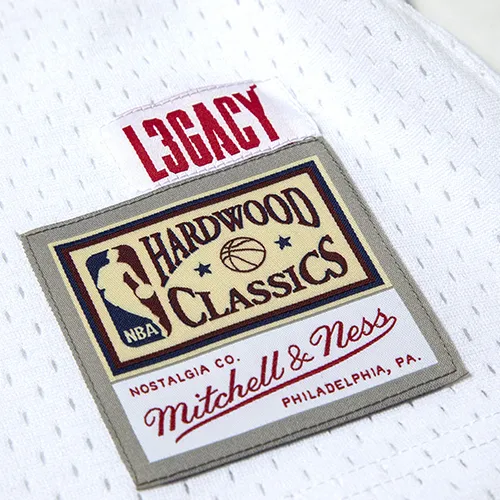 L3GACY
HARDWOOD
CLASSICS
NBA
NOSTALGIA CO.
Mitchell & Ness
PHILADELPHIA, PA.